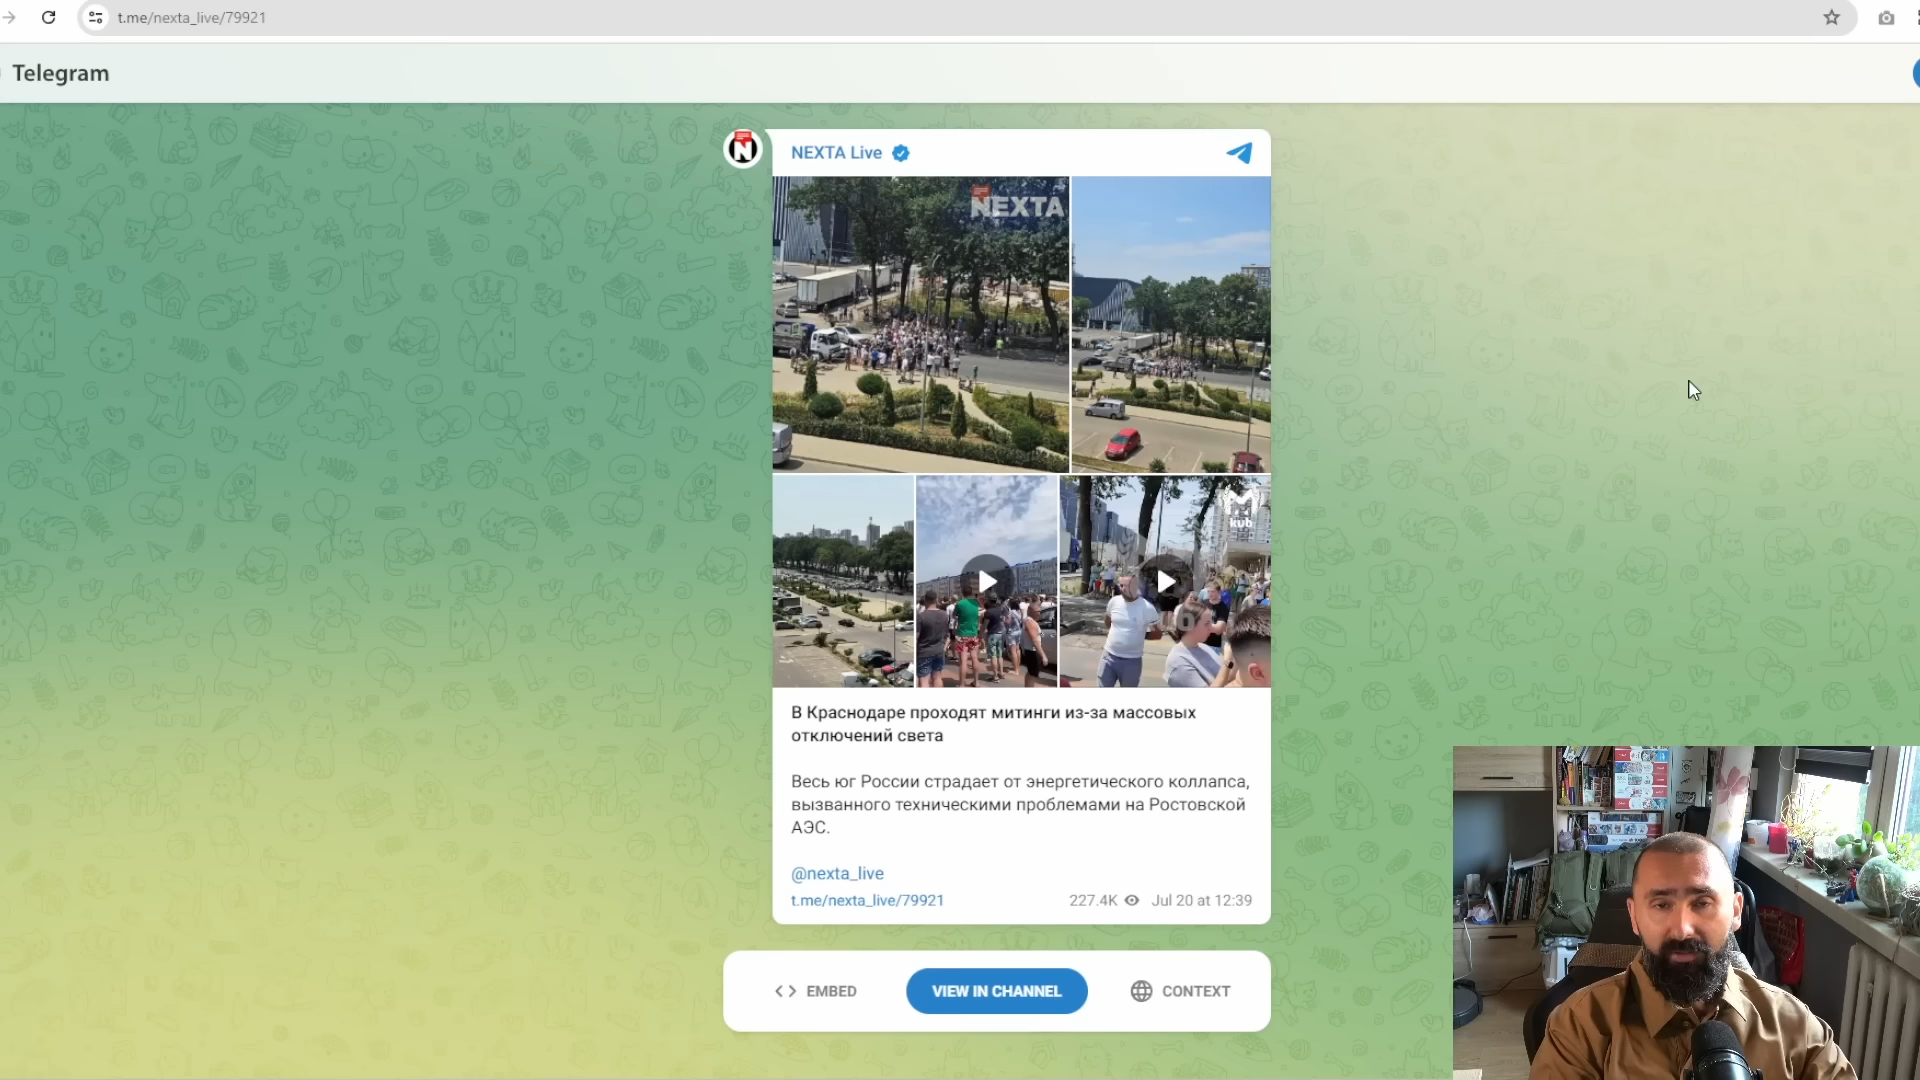 t.me/nexta_live/79921
Telegram
NEXTA Live
NEXTA
kub
В Краснодаре проходят митинги из-за массовых
отключений света
Весь юг России страдает от энергетического коллапса,
вызванного техническими проблемами на Ростовской
АЭС.
@nexta_live
t.me/nexta_live/79921
227.4K Jul 20 at 12:39
EMBED
VIEW IN CHANNEL
CONTEXT